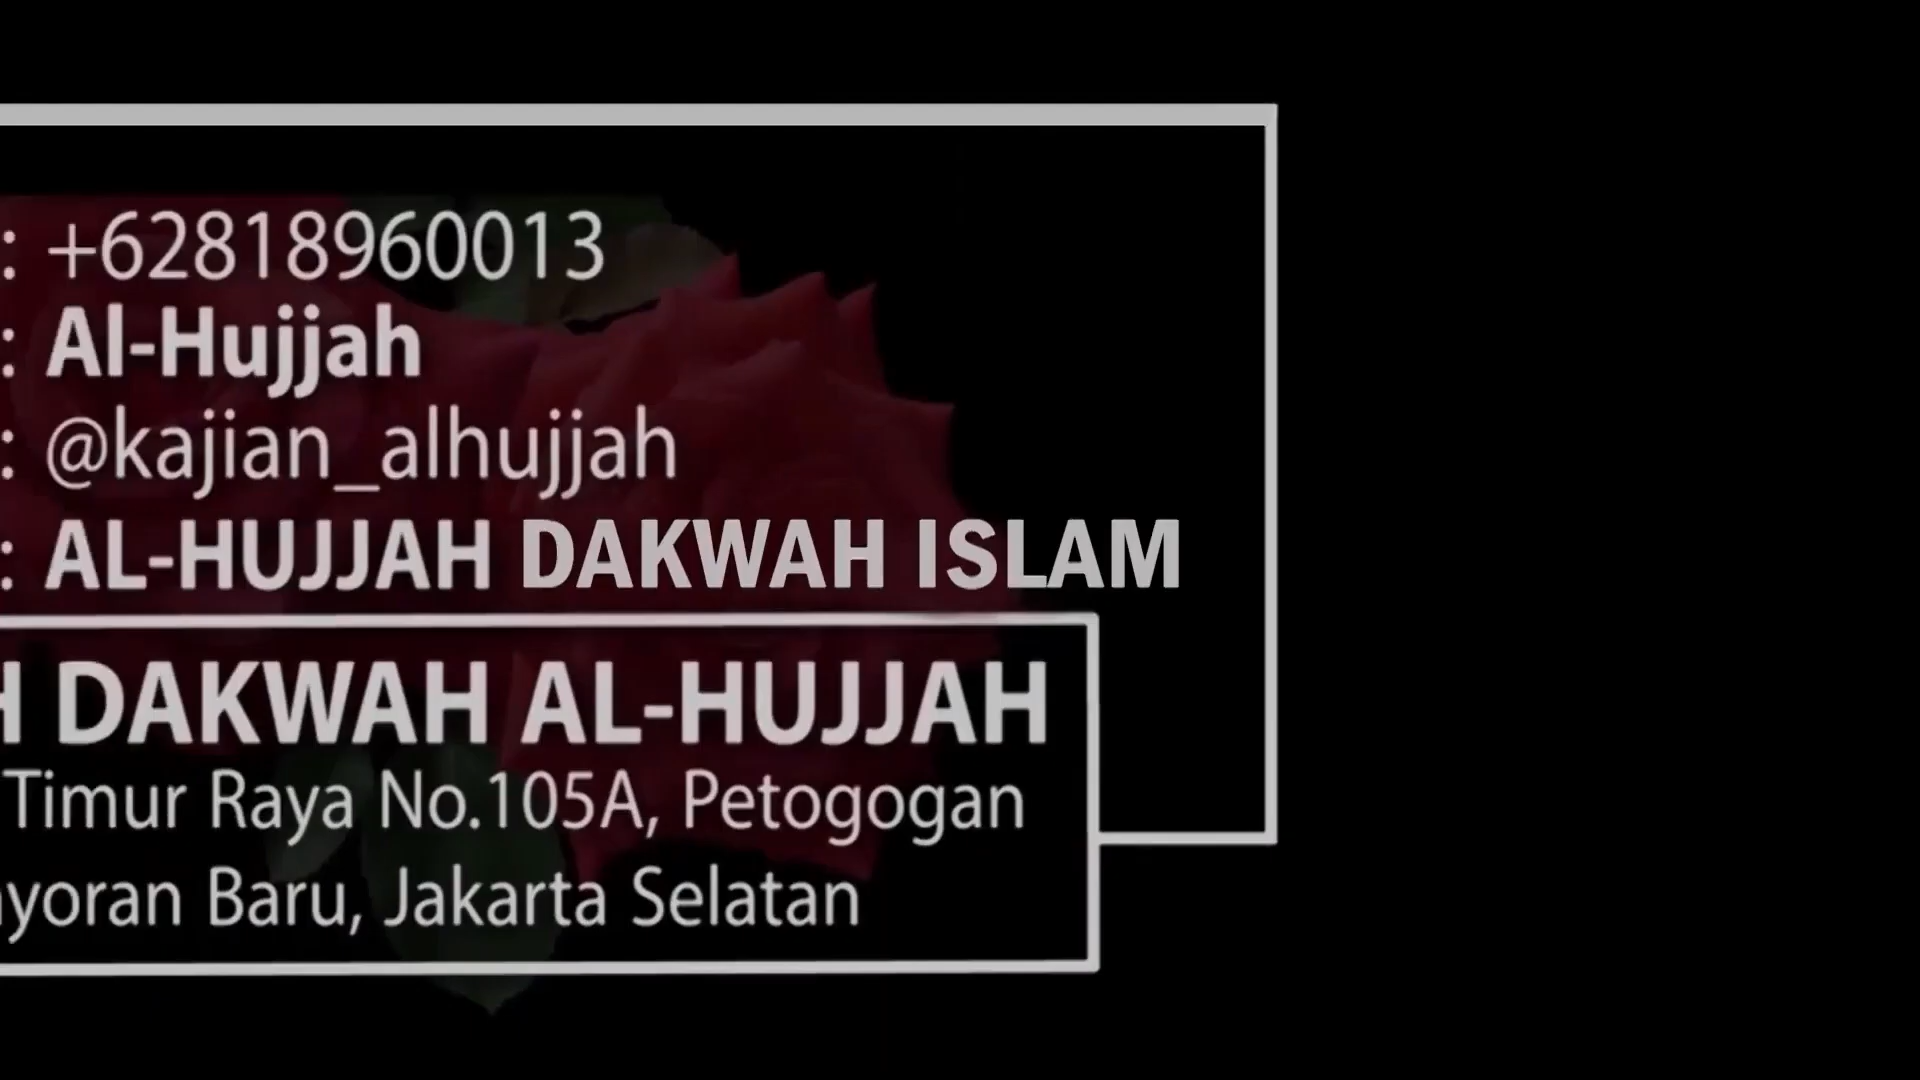 : +62818960013
: Al-Hujjah
: @kajian_alhujjah
: AL-HUJJAH DAKWAH ISLAM
DAKWAH AL-HUJJAH
Timur Raya No.105A, Petogogan
Baru, Jakarta Selatan